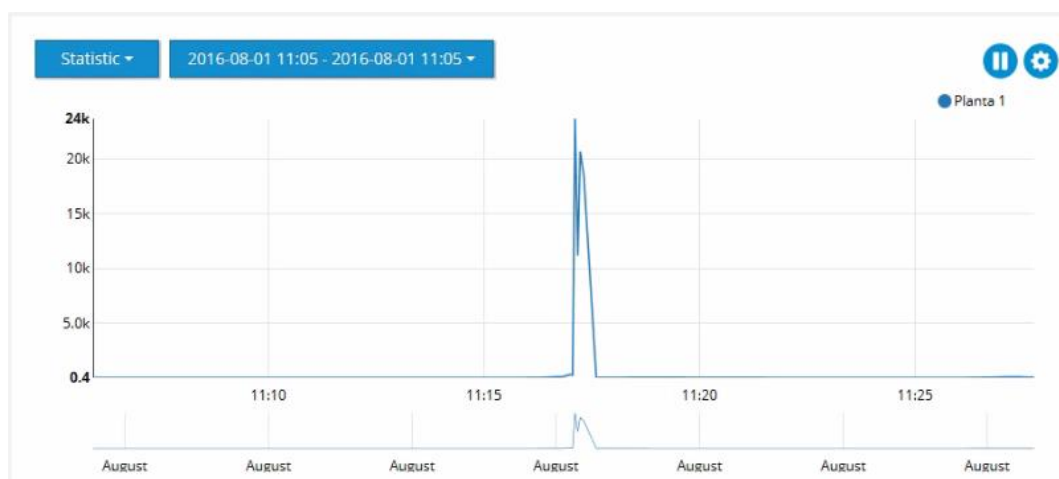 Statistic
2016-08-01 11:05 - 2016-08-01 11:05
Planta 1
24k
20k
15k
10k
5.0k
0.4
11:10 11:15 11:20 11:25
August August August August August August August